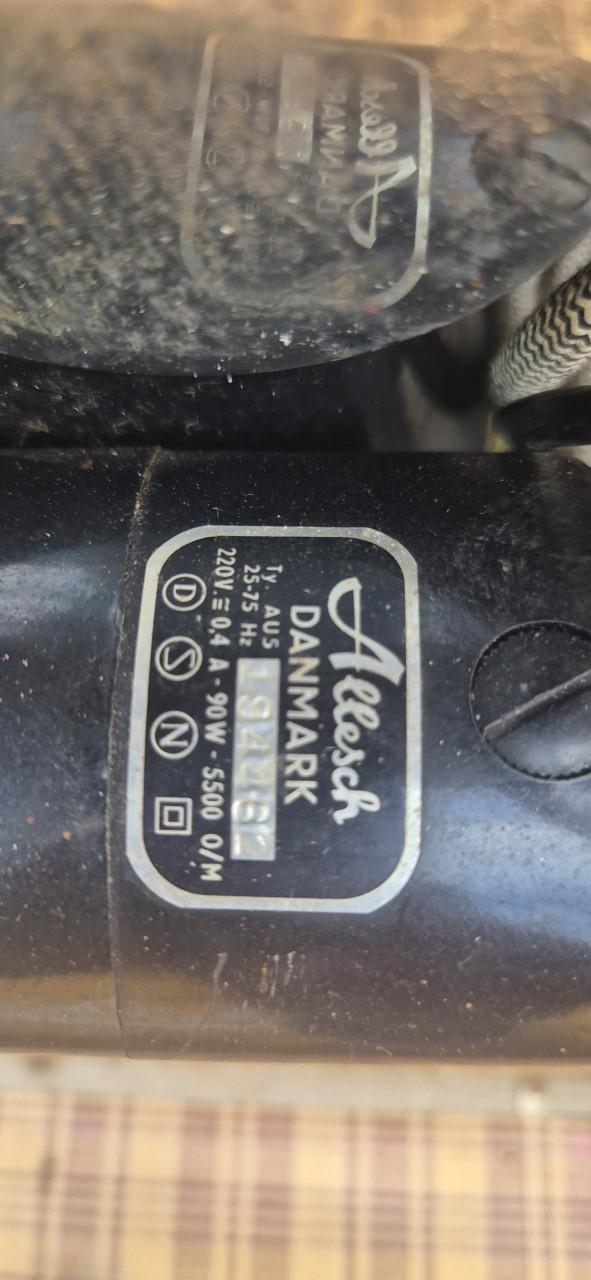 Allesch
DANMARK
Ty. AUS
25-75 Hz
220V.≅ 0,4 A - 90W - 5500 O/M
D S N